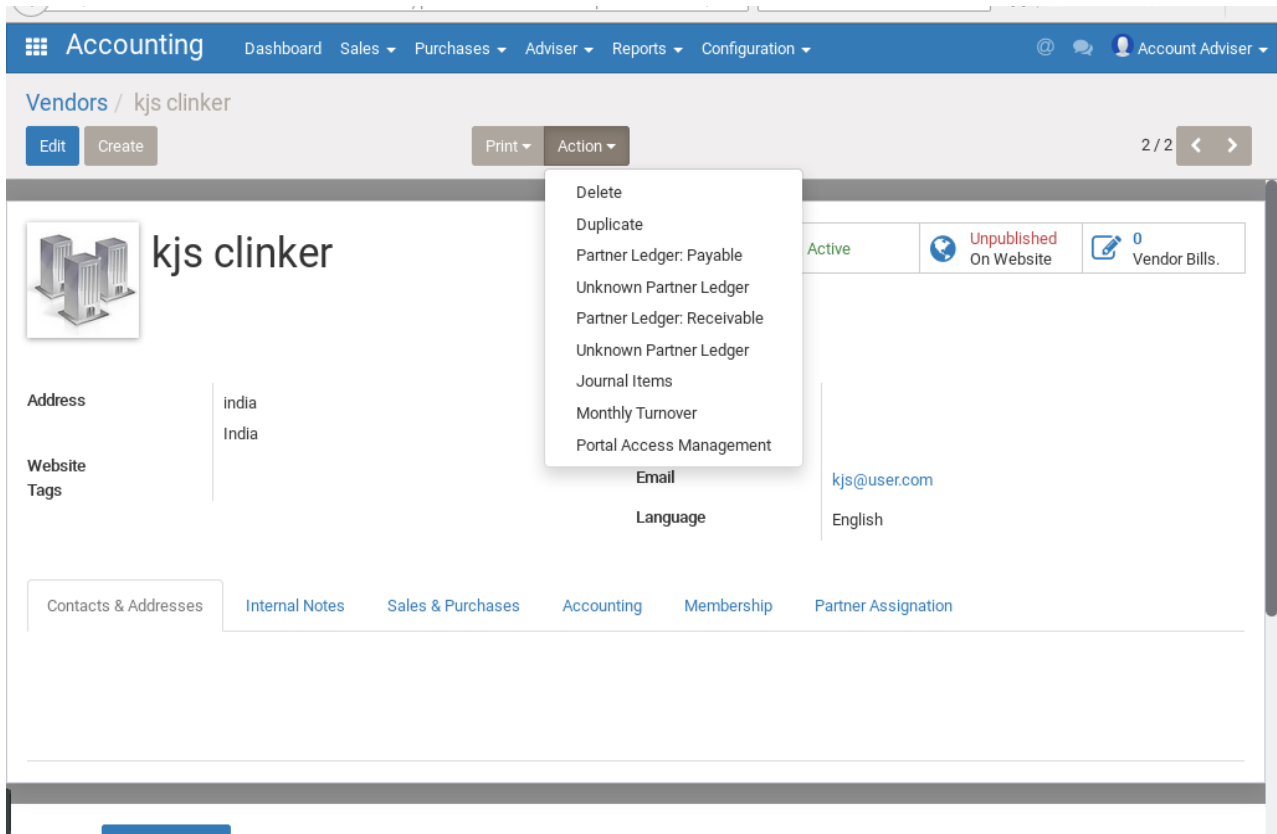 Accounting Dashboard Sales Purchases Adviser Reports Configuration @ Account Adviser
Vendors / kjs clinker
Edit Create Print Action 2 / 2
Delete
Duplicate
Partner Ledger: Payable
Unknown Partner Ledger
Partner Ledger: Receivable
Unknown Partner Ledger
Journal Items
Monthly Turnover
Portal Access Management
kjs clinker
Active
Unpublished
On Website
0
Vendor Bills.
Address india
India
Website
Tags
Email kjs@user.com
Language English
Contacts & Addresses Internal Notes Sales & Purchases Accounting Membership Partner Assignation